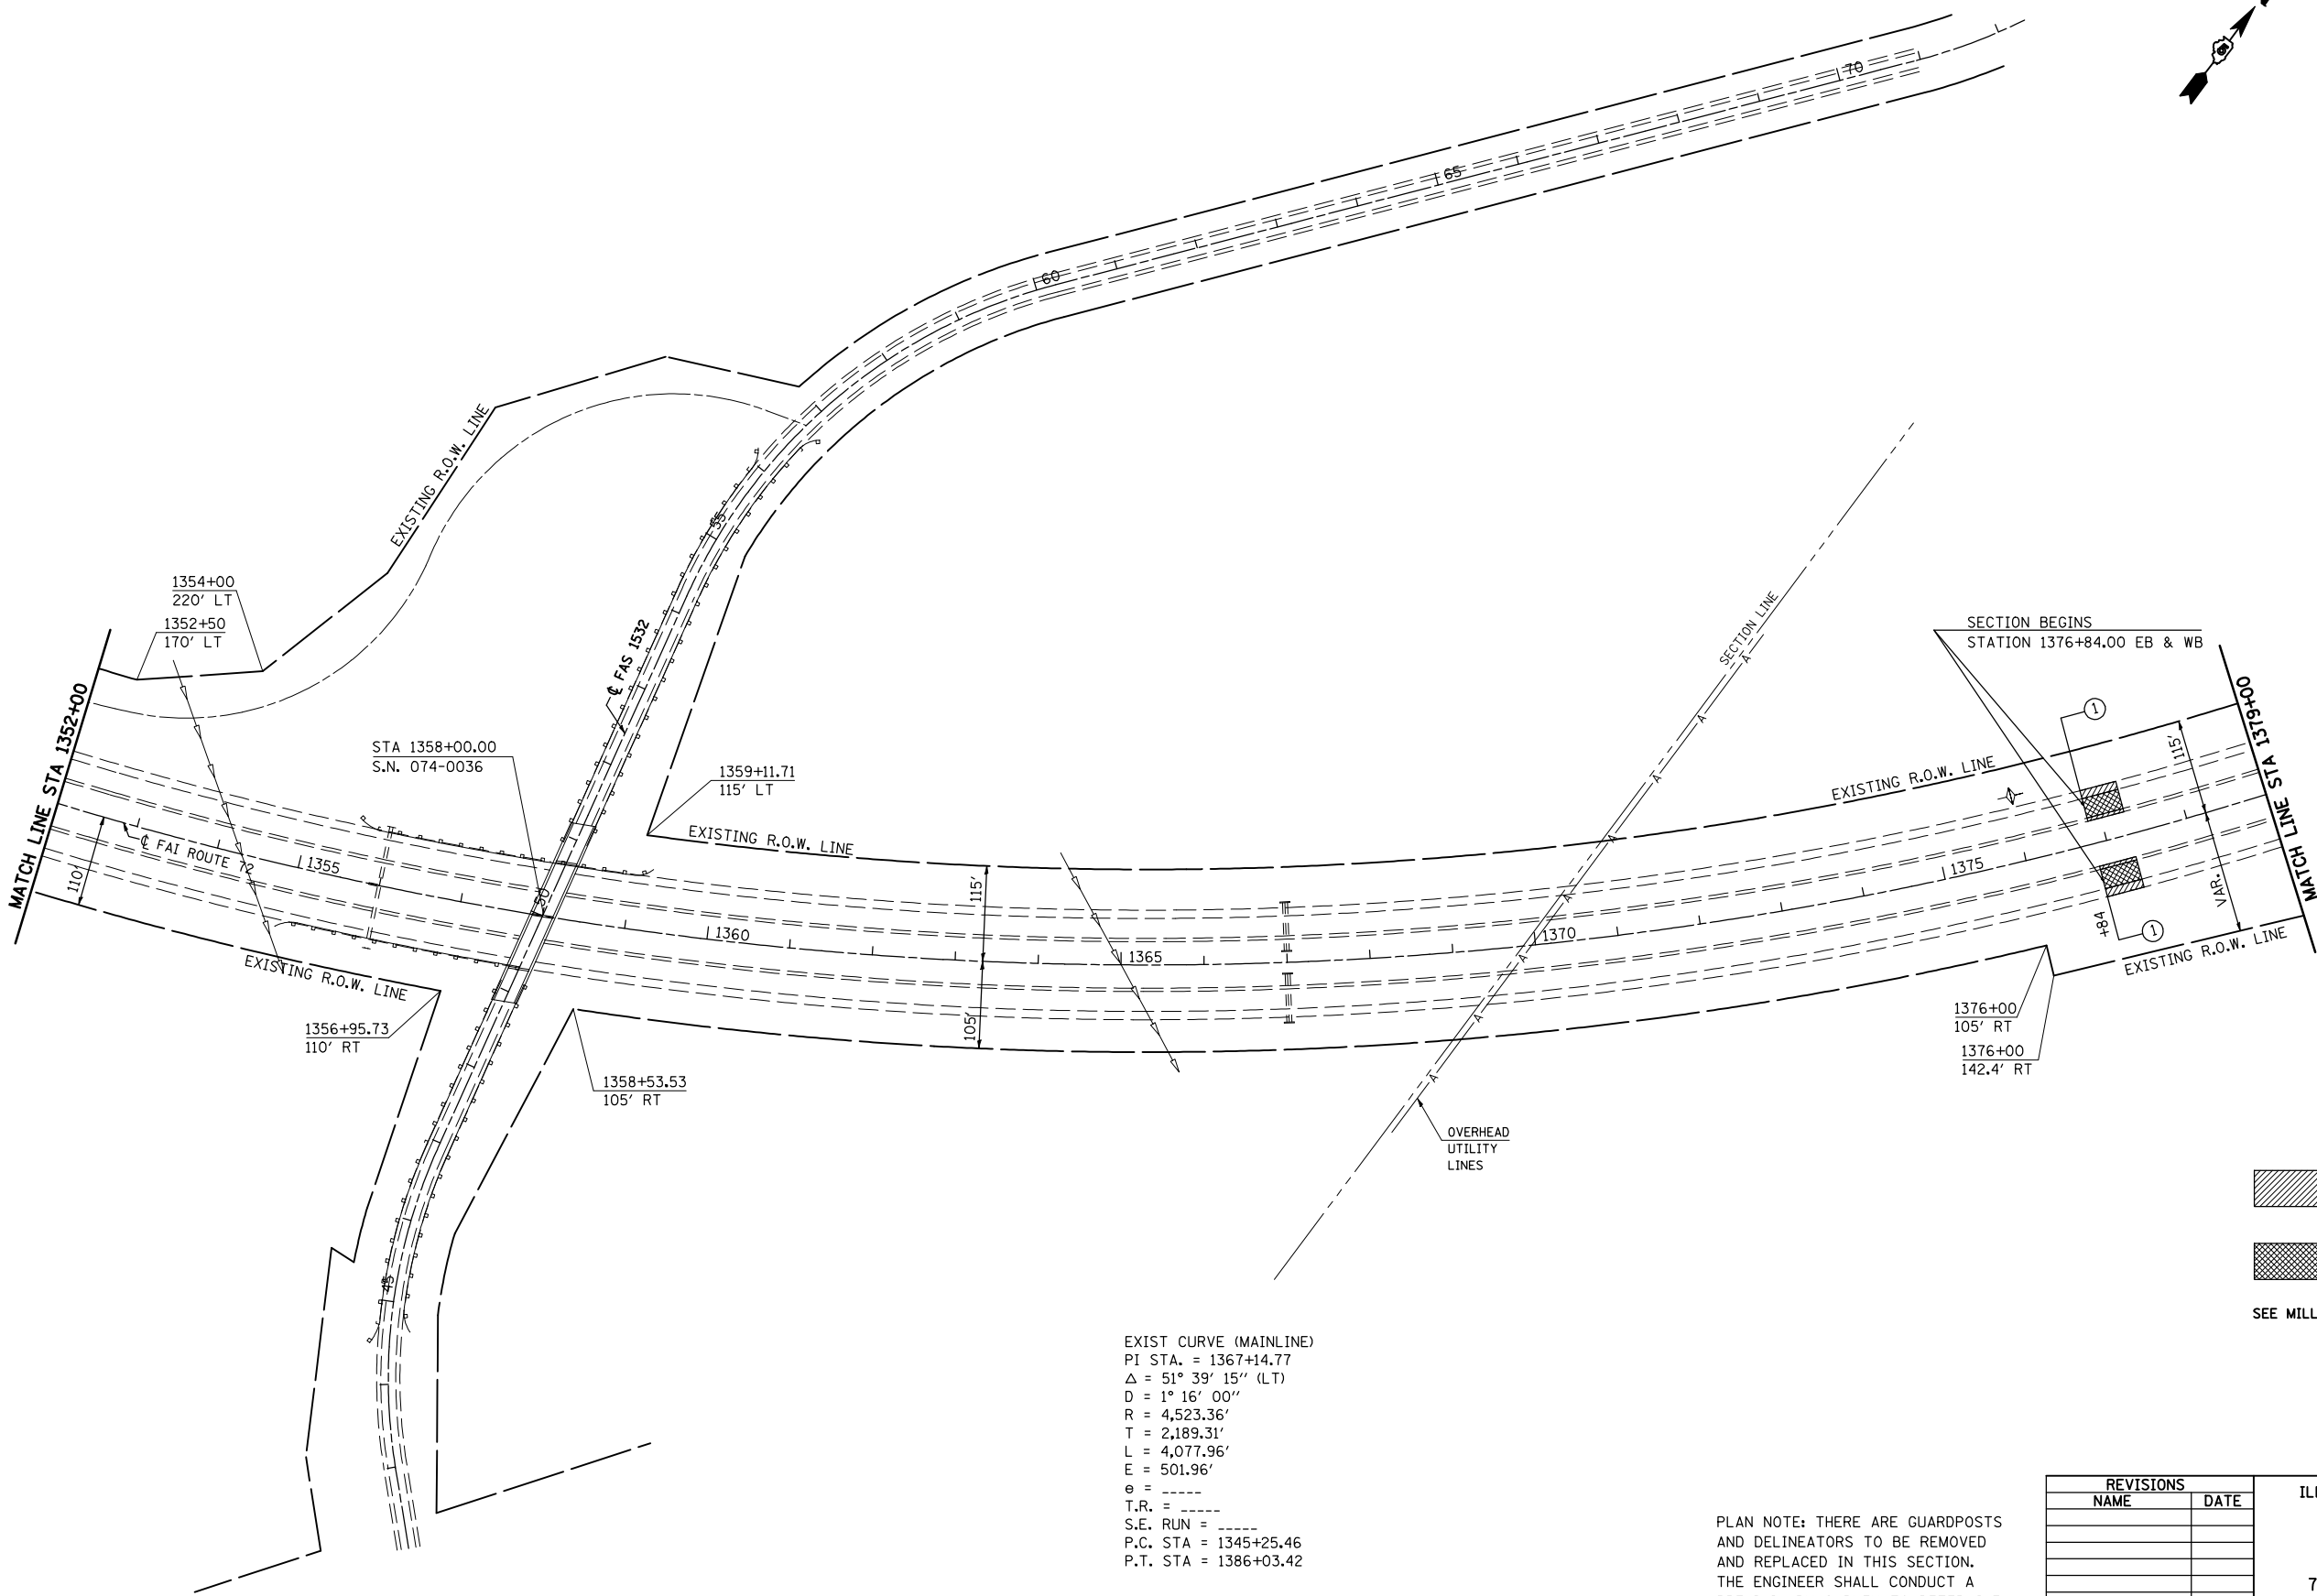 70
65
60
EXISTING R.O.W. LINE
55
1354+00
220' LT
1352+50
170' LT
℄ FAS 1532
SECTION LINE
A
SECTION BEGINS
STATION 1376+84.00 EB & WB
MATCH LINE STA 1352+00
MATCH LINE STA 1379+00
STA 1358+00.00
S.N. 074-0036
1359+11.71
115' LT
1
115'
EXISTING R.O.W. LINE
EXISTING R.O.W. LINE
A
A
A
℄ FAI ROUTE 72
110'
1355
50
1360
115'
1365
1370
1375
A
A
VAR.
+84
1
EXISTING R.O.W. LINE
EXISTING R.O.W. LINE
105'
A
A
1356+95.73
110' RT
1358+53.53
105' RT
1376+00
105' RT
1376+00
142.4' RT
OVERHEAD
UTILITY
LINES
45
SEE MILL
EXIST CURVE (MAINLINE)
PI STA. = 1367+14.77
Δ = 51° 39' 15'' (LT)
D = 1° 16' 00''
R = 4,523.36'
T = 2,189.31'
L = 4,077.96'
E = 501.96'
e = _____
T.R. = _____
S.E. RUN = _____
P.C. STA = 1345+25.46
P.T. STA = 1386+03.42
PLAN NOTE: THERE ARE GUARDPOSTS
AND DELINEATORS TO BE REMOVED
AND REPLACED IN THIS SECTION.
THE ENGINEER SHALL CONDUCT A
REVISIONS
NAME DATE
7